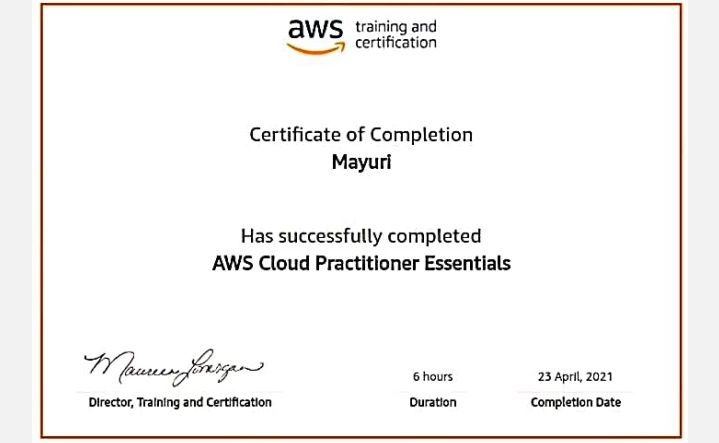 aws training and
certification
Certificate of Completion
Mayuri
Has successfully completed
AWS Cloud Practitioner Essentials
Maureen Lonergan
6 hours
23 April, 2021
Director, Training and Certification
Duration
Completion Date